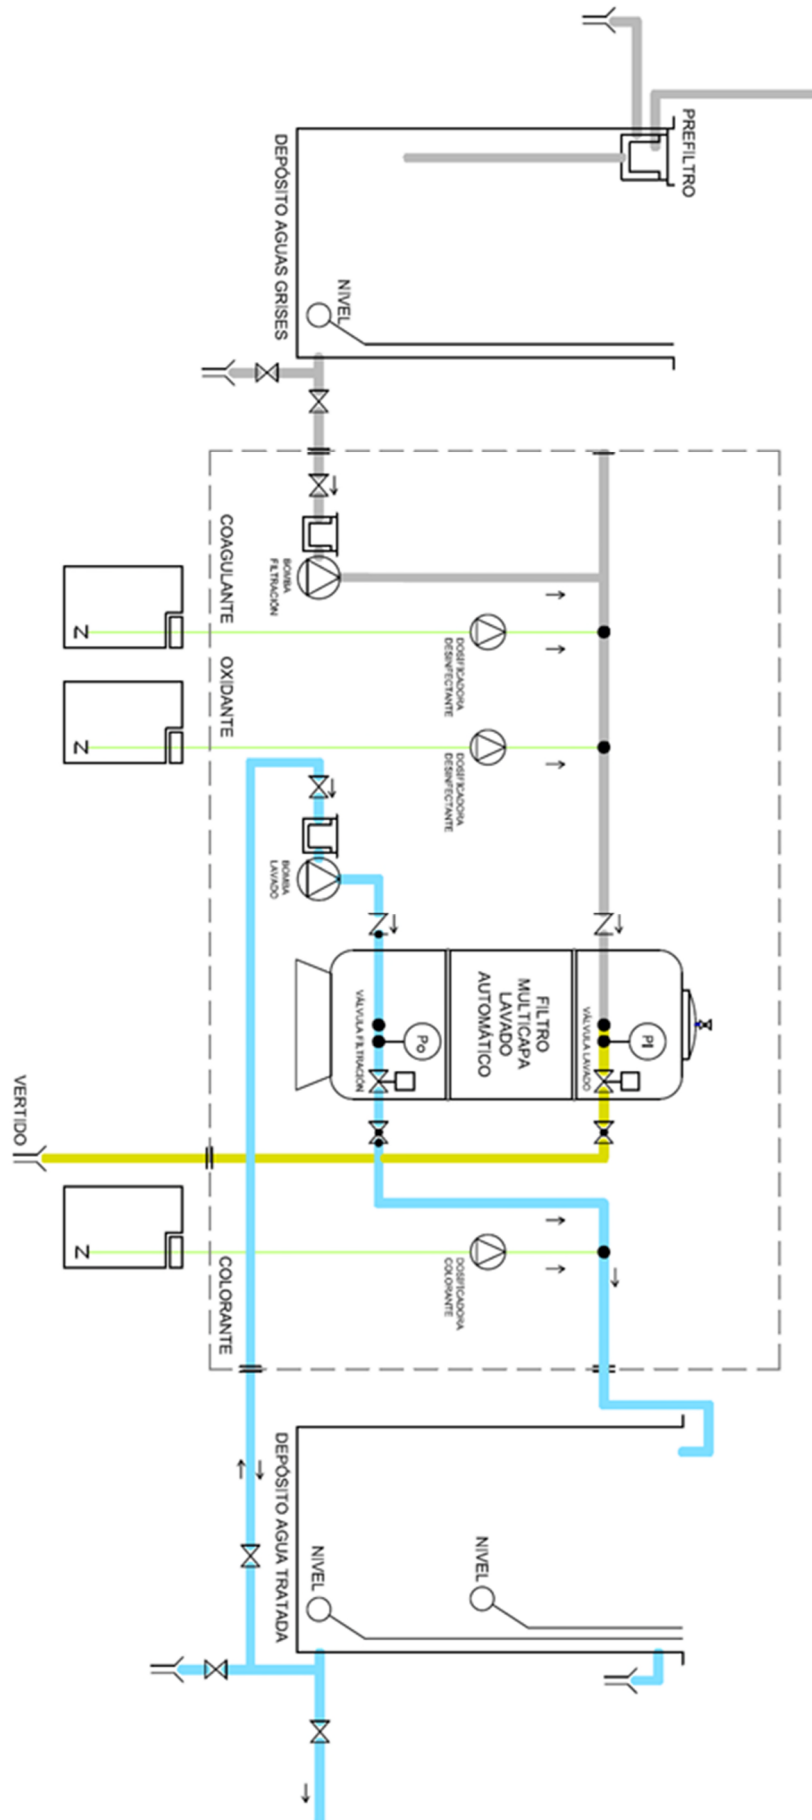 PREFILTRO
DEPÓSITO AGUAS GRISES
NIVEL
COAGULANTE
BOMBA
FILTRACIÓN
DOSIFICADORA
DESINFECTANTE
OXIDANTE
DOSIFICADORA
DESINFECTANTE
BOMBA
LAVADO
FILTRO
MULTICAPA
LAVADO
AUTOMÁTICO
PI
VÁLVULA LAVADO
Po
VÁLVULA FILTRACIÓN
VERTIDO
COLORANTE
DOSIFICADORA
COLORANTE
DEPÓSITO AGUA TRATADA
NIVEL
NIVEL